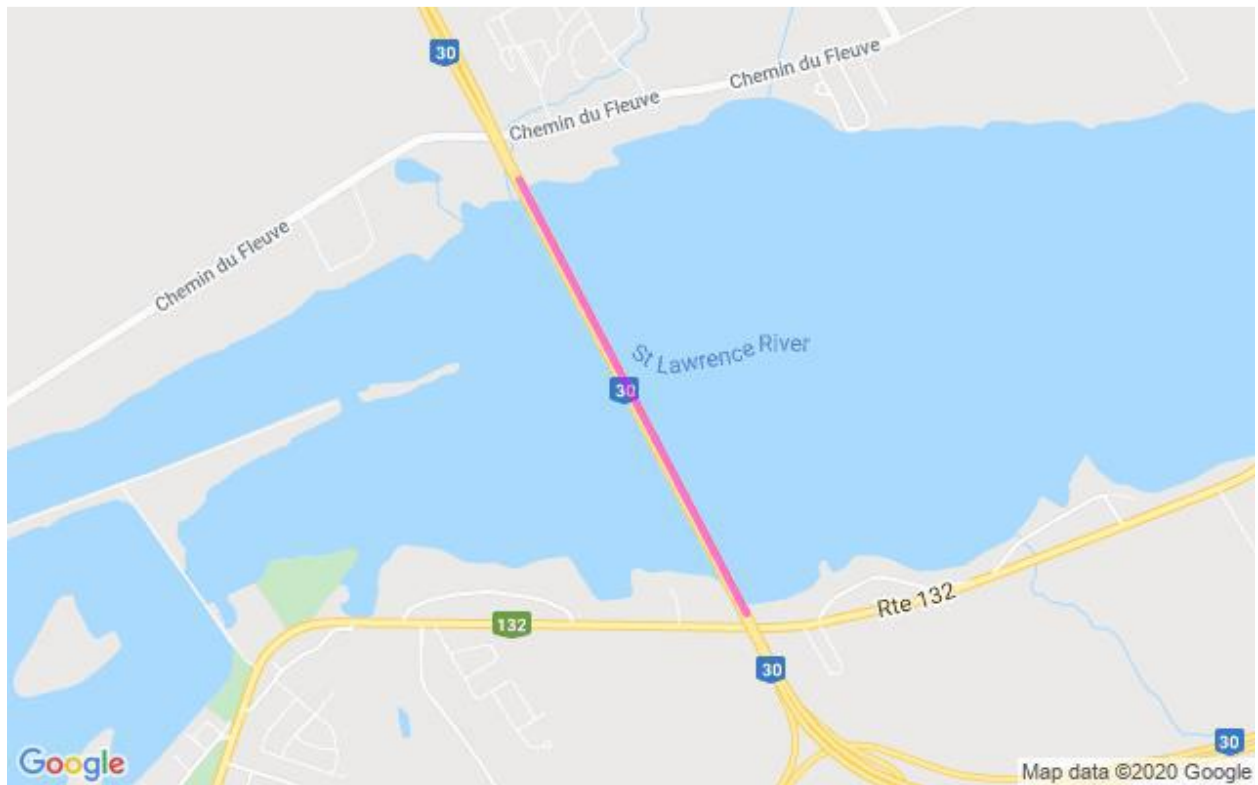 30
Chemin du Fleuve
Chemin du Fleuve
Chemin du Fleuve
St Lawrence River
30
Rte 132
132
30
30
Google
Map data ©2020 Google